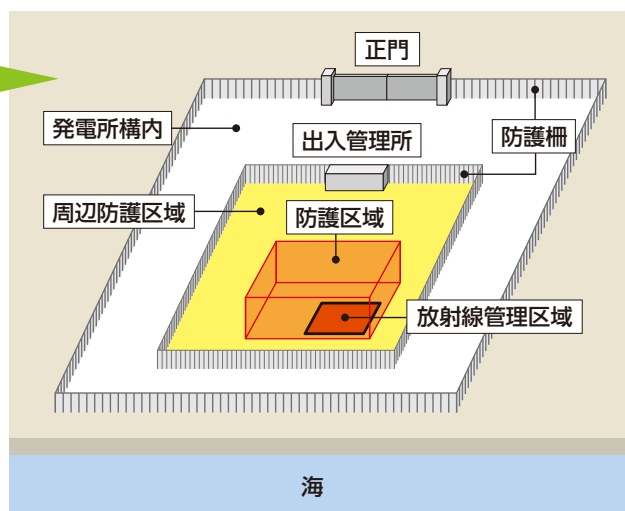 正門
発電所構内
出入管理所
防護柵
周辺防護区域
防護区域
放射線管理区域
海